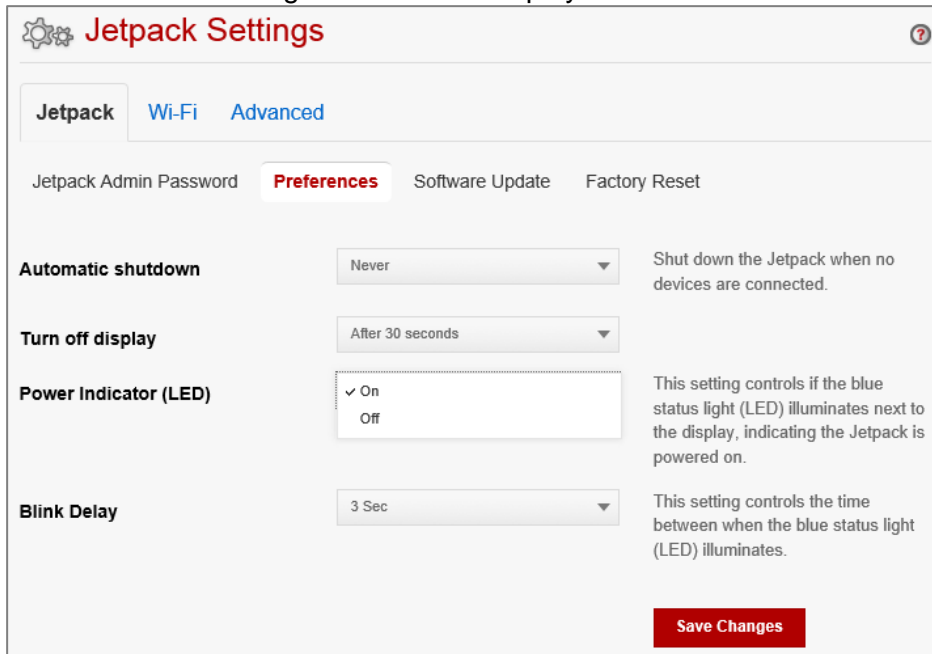 Jetpack Settings
Jetpack Wi-Fi Advanced
Jetpack Admin Password Preferences Software Update Factory Reset
Automatic shutdown
Never
Shut down the Jetpack when no
devices are connected.
Turn off display
After 30 seconds
Power Indicator (LED)
On
Off
This setting controls if the blue
status light (LED) illuminates next to
the display, indicating the Jetpack is
powered on.
Blink Delay
3 Sec
This setting controls the time
between when the blue status light
(LED) illuminates.
Save Changes